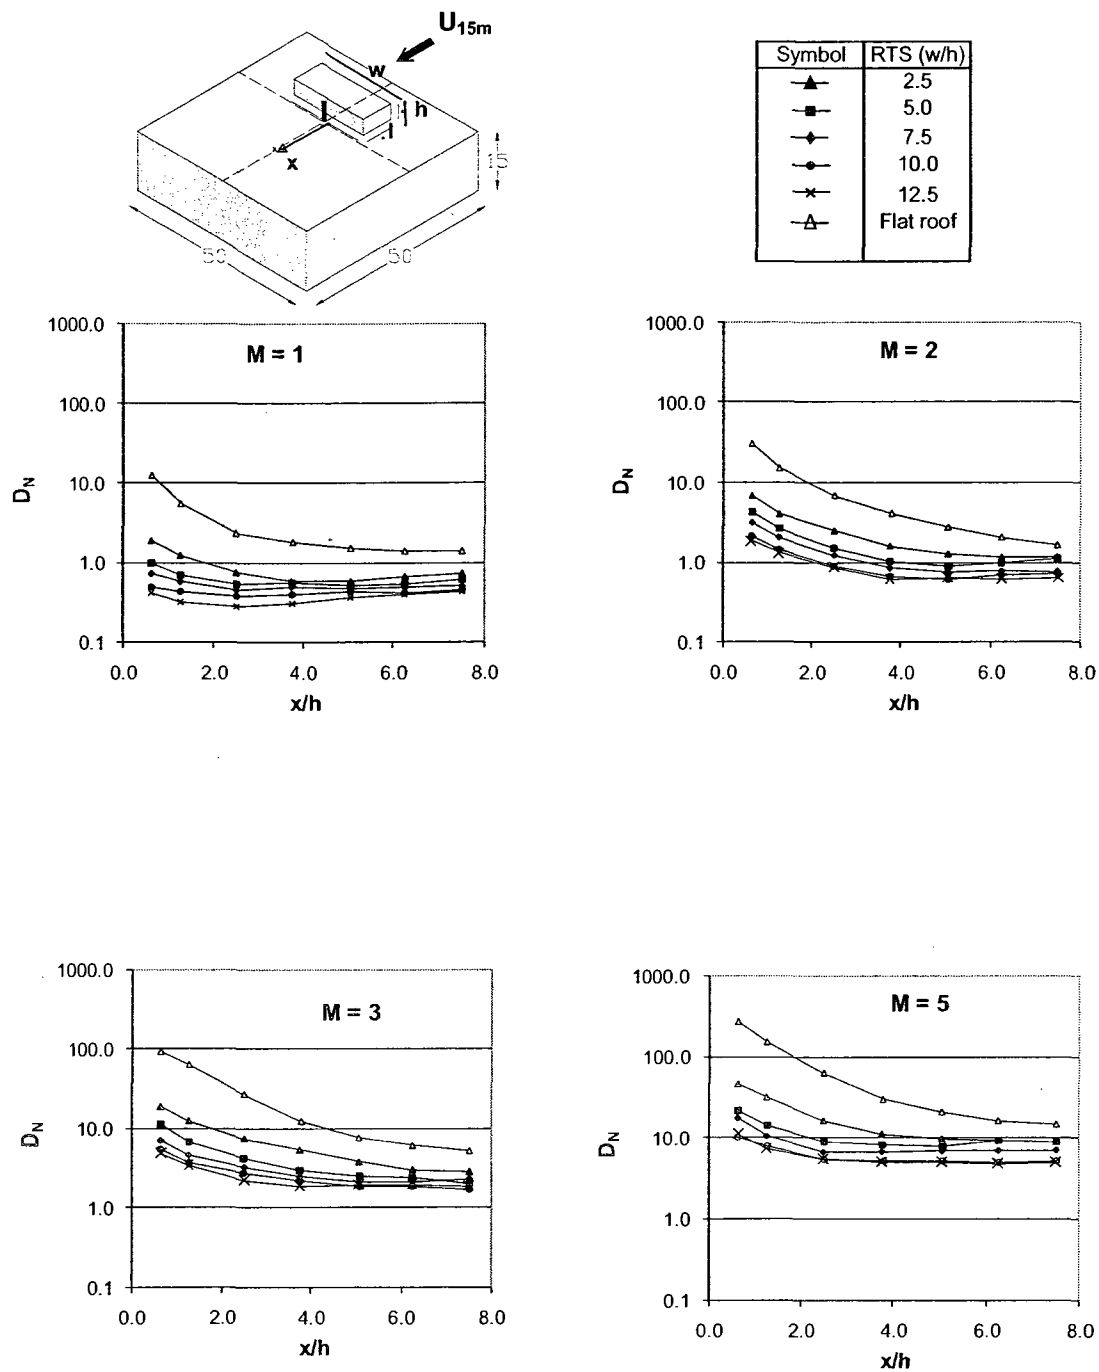 U15m
w
h
l
x
15
50
50
Symbol RTS (w/h)
2.5
5.0
7.5
10.0
12.5
Flat roof
M = 1
1000.0
100.0
10.0
1.0
0.1
DN
0.0 2.0 4.0 6.0 8.0
x/h
M = 2
1000.0
100.0
10.0
1.0
0.1
DN
0.0 2.0 4.0 6.0 8.0
x/h
M = 3
1000.0
100.0
10.0
1.0
0.1
DN
0.0 2.0 4.0 6.0 8.0
x/h
M = 5
1000.0
100.0
10.0
1.0
0.1
DN
0.0 2.0 4.0 6.0 8.0
x/h